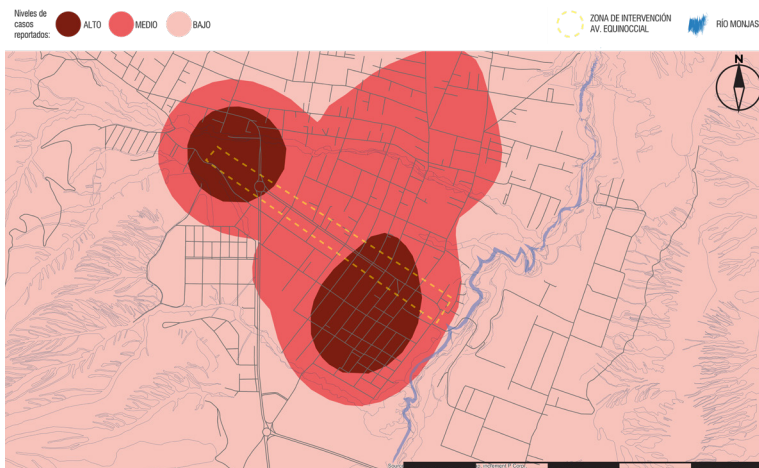 Niveles de
casos
reportados:
ALTO
MEDIO
BAJO
ZONA DE INTERVENCIÓN
AV. EQUINOCCIAL
RÍO MONJAS
N